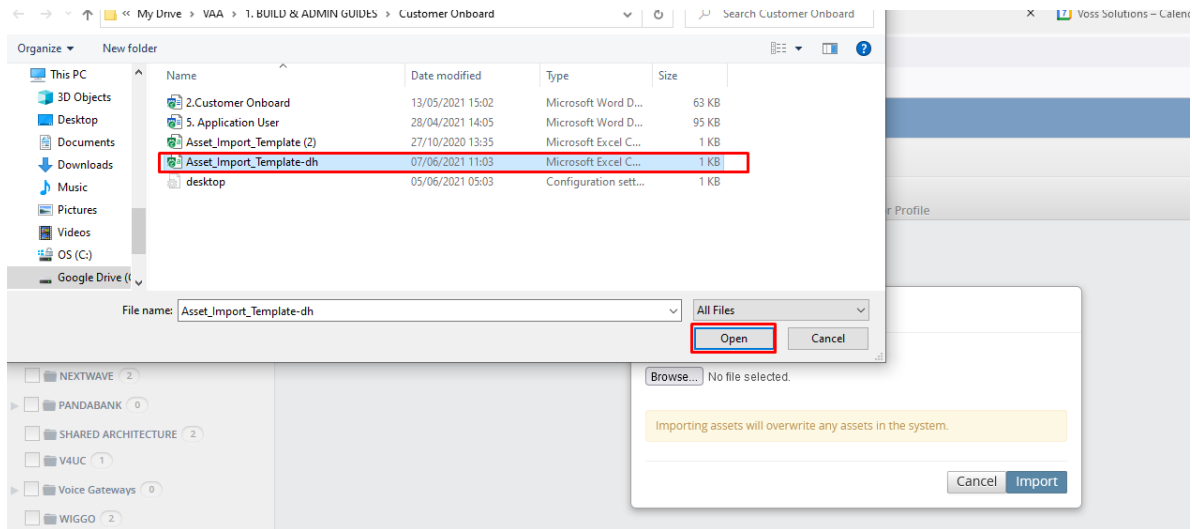 « My Drive › VAA › 1. BUILD & ADMIN GUIDES › Customer Onboard
Search Customer Onboard
17 Voss Solutions – Calend
Organize
New folder
This PC
3D Objects
Desktop
Documents
Downloads
Music
Pictures
Videos
OS (C:)
Google Drive (
Name Date modified Type Size
2.Customer Onboard 13/05/2021 15:02 Microsoft Word D... 63 KB
5. Application User 28/04/2021 14:05 Microsoft Word D... 95 KB
Asset_Import_Template (2) 27/10/2020 13:35 Microsoft Excel C... 1 KB
Asset_Import_Template-dh 07/06/2021 11:03 Microsoft Excel C... 1 KB
desktop 05/06/2021 05:03 Configuration sett... 1 KB
File name: Asset_Import_Template-dh
All Files
Open Cancel
r Profile
NEXTWAVE 2
PANDABANK 0
SHARED ARCHITECTURE 2
V4UC 1
Voice Gateways 0
WIGGO 2
Browse... No file selected.
Importing assets will overwrite any assets in the system.
Cancel Import